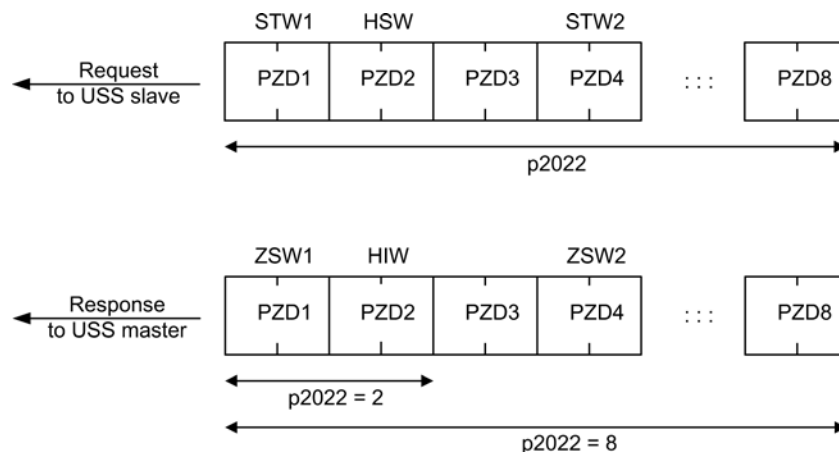 STW1 HSW STW2
Request
to USS slave
PZD1 PZD2 PZD3 PZD4 : : : PZD8
p2022
ZSW1 HIW ZSW2
Response
to USS master
PZD1 PZD2 PZD3 PZD4 : : : PZD8
p2022 = 2
p2022 = 8